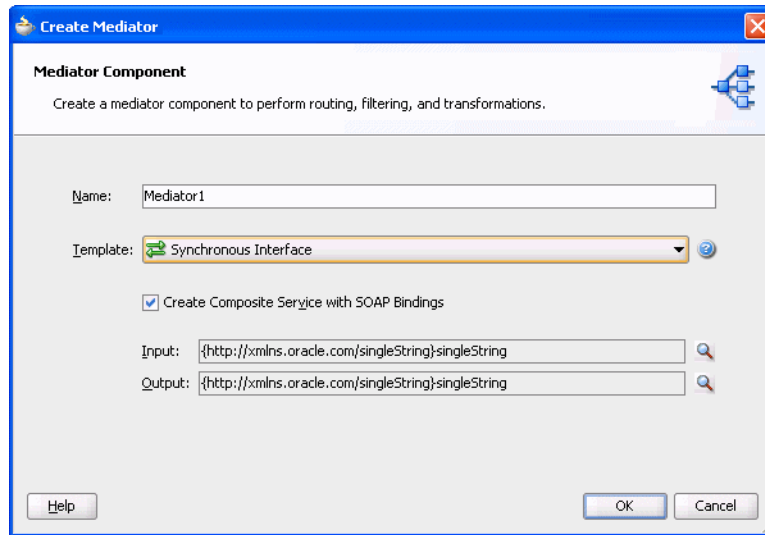 Create Mediator
Mediator Component
Create a mediator component to perform routing, filtering, and transformations.
Name: Mediator1
Template: Synchronous Interface
Create Composite Service with SOAP Bindings
Input: {http://xmlns.oracle.com/singleString}singleString
Output: {http://xmlns.oracle.com/singleString}singleString
Help OK Cancel